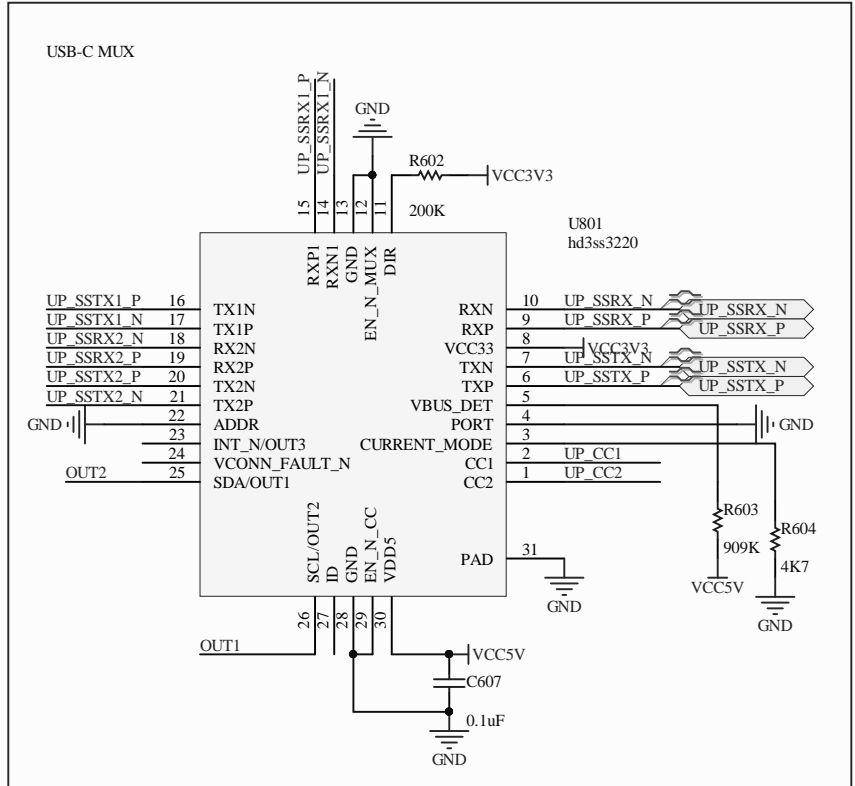 USB-C MUX
UP_SSRX1_P
UP_SSRX1_N
GND
R602
VCC3V3
200K
15
14
13
12
11
U801
hd3ss3220
RXP1
RXN1
GND
EN_N_MUX
DIR
UP_SSTX1_P 16 TX1N
UP_SSTX1_N 17 TX1P
UP_SSRX2_N 18 RX2N
UP_SSRX2_P 19 RX2P
UP_SSTX2_P 20 TX2N
UP_SSTX2_N 21 TX2P
GND 22 ADDR
23 INT_N/OUT3
24 VCONN_FAULT_N
OUT2 25 SDA/OUT1
RXN 10 UP_SSRX_N UP_SSRX_N
RXP 9 UP_SSRX_P UP_SSRX_P
VCC33 8 VCC3V3
TXN 7 UP_SSTX_N UP_SSTX_N
TXP 6 UP_SSTX_P UP_SSTX_P
VBUS_DET 5
PORT 4 GND
CURRENT_MODE 3
CC1 2 UP_CC1
CC2 1 UP_CC2
R603
909K
VCC5V
R604
4K7
GND
PAD 31
GND
SCL/OUT2
ID
GND
EN_N_CC
VDD5
26
27
28
29
30
OUT1
VCC5V
C607
0.1uF
GND